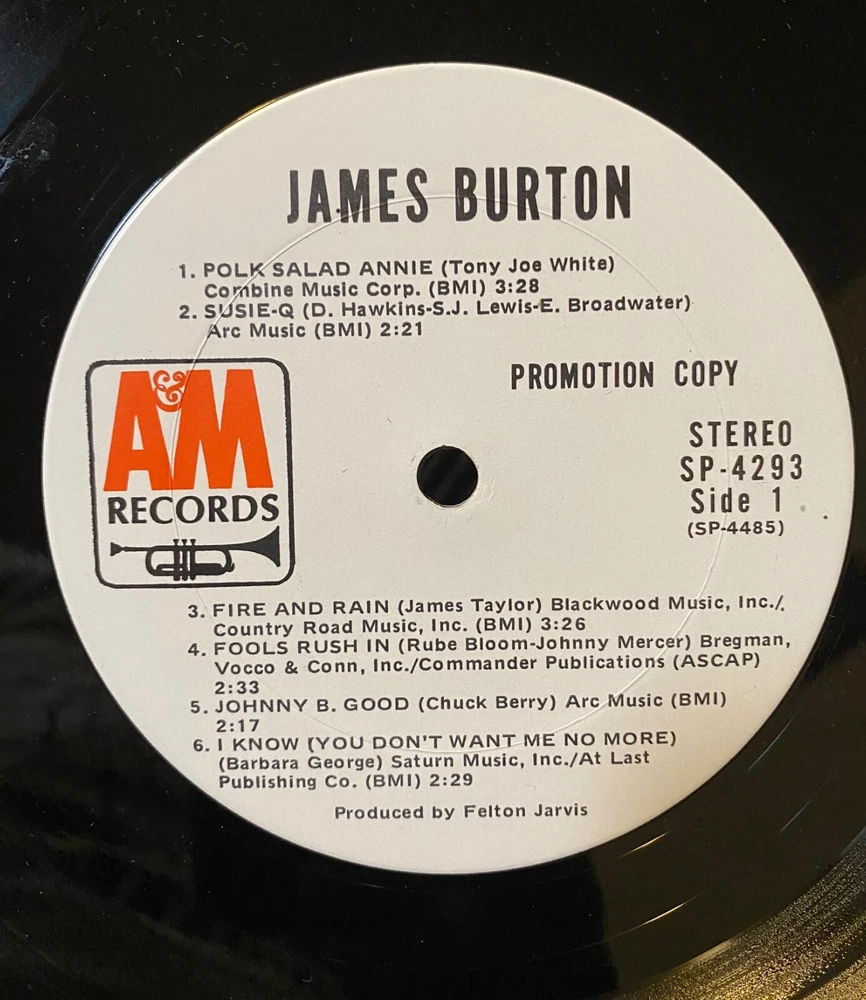 JAMES BURTON
1. POLK SALAD ANNIE (Tony Joe White)
Combine Music Corp. (BMI) 3:28
2. SUSIE-Q (D. Hawkins-S.J. Lewis-E. Broadwater)
Arc Music (BMI) 2:21
A&M
RECORDS
PROMOTION COPY
STEREO
SP-4293
Side 1
(SP-4485)
3. FIRE AND RAIN (James Taylor) Blackwood Music, Inc./
Country Road Music, Inc. (BMI) 3:26
4. FOOLS RUSH IN (Rube Bloom-Johnny Mercer) Bregman,
Vocco & Conn, Inc./Commander Publications (ASCAP)
2:33
5. JOHNNY B. GOOD (Chuck Berry) Arc Music (BMI)
2:17
6. I KNOW (YOU DON'T WANT ME NO MORE)
(Barbara George) Saturn Music, Inc./At Last
Publishing Co. (BMI) 2:29
Produced by Felton Jarvis